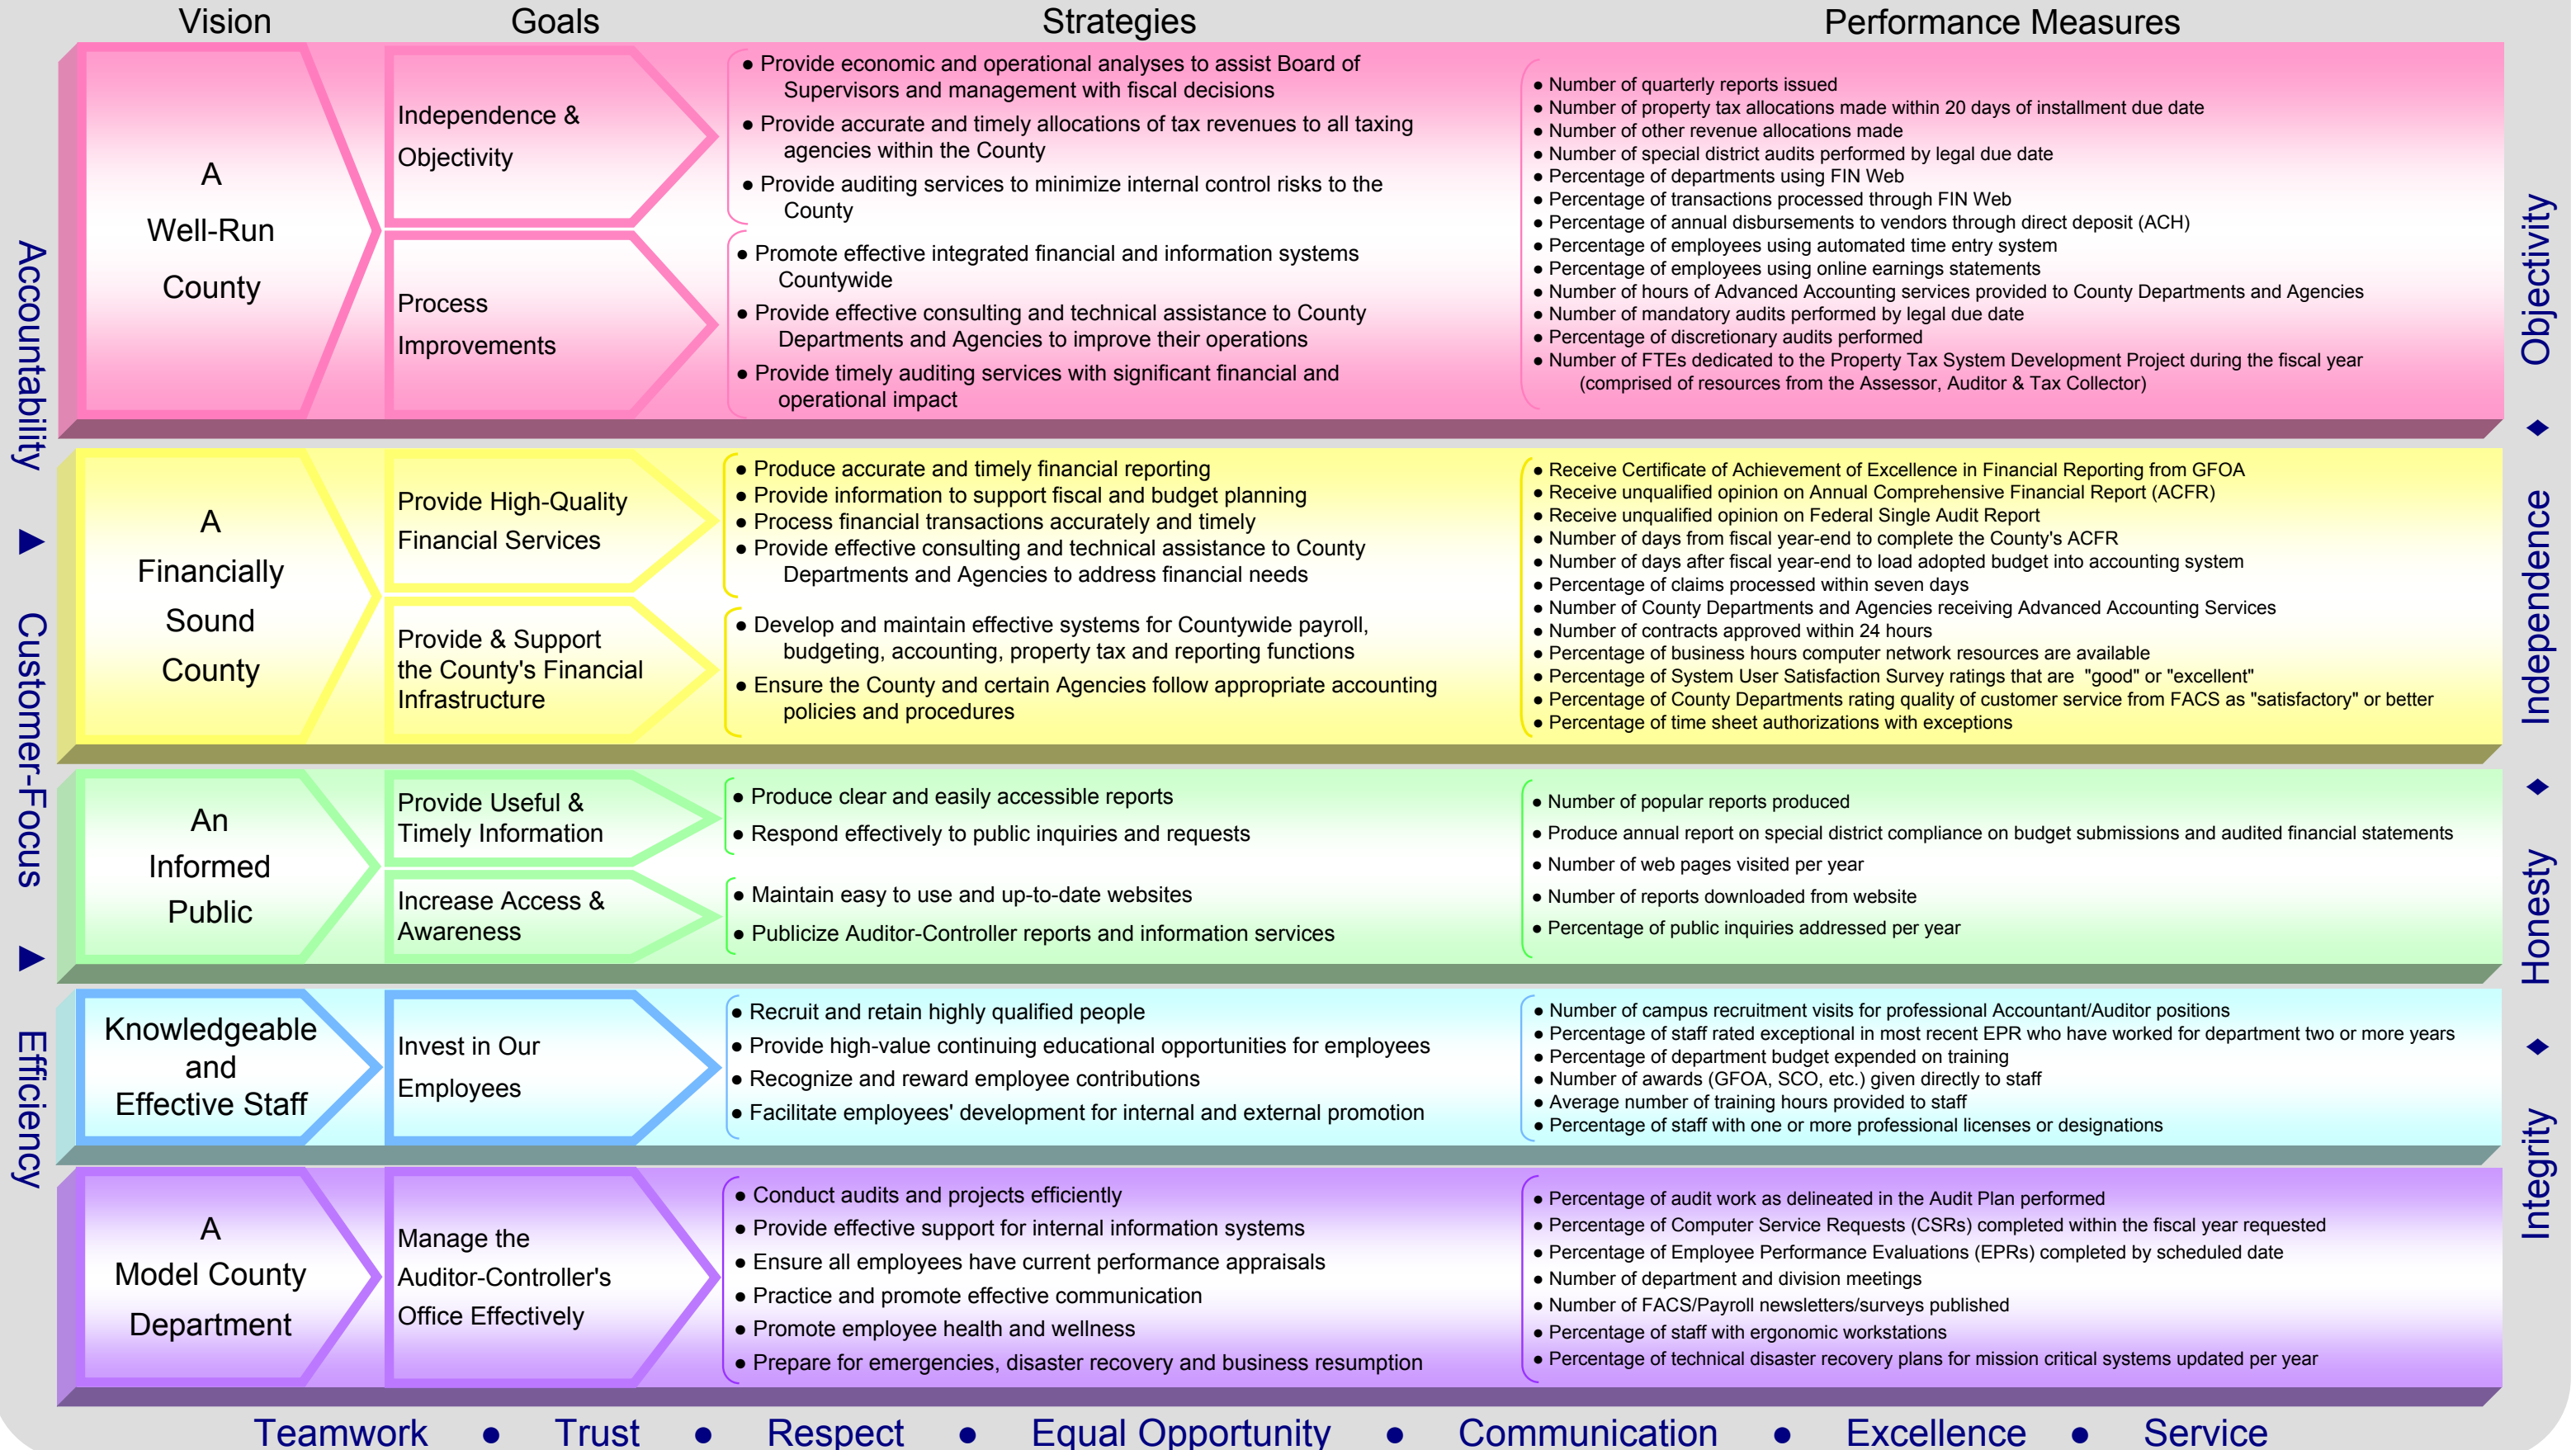 Vision Goals Strategies Performance Measures
A
Well-Run
County
Independence &
Objectivity
● Provide economic and operational analyses to assist Board of
Supervisors and management with fiscal decisions
● Provide accurate and timely allocations of tax revenues to all taxing
agencies within the County
● Provide auditing services to minimize internal control risks to the
County
Process
Improvements
● Promote effective integrated financial and information systems
Countywide
● Provide effective consulting and technical assistance to County
Departments and Agencies to improve their operations
● Provide timely auditing services with significant financial and
operational impact
● Number of quarterly reports issued
● Number of property tax allocations made within 20 days of installment due date
● Number of other revenue allocations made
● Number of special district audits performed by legal due date
● Percentage of departments using FIN Web
● Percentage of transactions processed through FIN Web
● Percentage of annual disbursements to vendors through direct deposit (ACH)
● Percentage of employees using automated time entry system
● Percentage of employees using online earnings statements
● Number of hours of Advanced Accounting services provided to County Departments and Agencies
● Number of mandatory audits performed by legal due date
● Percentage of discretionary audits performed
● Number of FTEs dedicated to the Property Tax System Development Project during the fiscal year
(comprised of resources from the Assessor, Auditor & Tax Collector)
A
Financially
Sound
County
Provide High-Quality
Financial Services
● Produce accurate and timely financial reporting
● Provide information to support fiscal and budget planning
● Process financial transactions accurately and timely
● Provide effective consulting and technical assistance to County
Departments and Agencies to address financial needs
Provide & Support
the County's Financial
Infrastructure
● Develop and maintain effective systems for Countywide payroll,
budgeting, accounting, property tax and reporting functions
● Ensure the County and certain Agencies follow appropriate accounting
policies and procedures
● Receive Certificate of Achievement of Excellence in Financial Reporting from GFOA
● Receive unqualified opinion on Annual Comprehensive Financial Report (ACFR)
● Receive unqualified opinion on Federal Single Audit Report
● Number of days from fiscal year-end to complete the County's ACFR
● Number of days after fiscal year-end to load adopted budget into accounting system
● Percentage of claims processed within seven days
● Number of County Departments and Agencies receiving Advanced Accounting Services
● Number of contracts approved within 24 hours
● Percentage of business hours computer network resources are available
● Percentage of System User Satisfaction Survey ratings that are "good" or "excellent"
● Percentage of County Departments rating quality of customer service from FACS as "satisfactory" or better
● Percentage of time sheet authorizations with exceptions
An
Informed
Public
Provide Useful &
Timely Information
● Produce clear and easily accessible reports
● Respond effectively to public inquiries and requests
Increase Access &
Awareness
● Maintain easy to use and up-to-date websites
● Publicize Auditor-Controller reports and information services
● Number of popular reports produced
● Produce annual report on special district compliance on budget submissions and audited financial statements
● Number of web pages visited per year
● Number of reports downloaded from website
● Percentage of public inquiries addressed per year
Knowledgeable
and
Effective Staff
Invest in Our
Employees
● Recruit and retain highly qualified people
● Provide high-value continuing educational opportunities for employees
● Recognize and reward employee contributions
● Facilitate employees' development for internal and external promotion
● Number of campus recruitment visits for professional Accountant/Auditor positions
● Percentage of staff rated exceptional in most recent EPR who have worked for department two or more years
● Percentage of department budget expended on training
● Number of awards (GFOA, SCO, etc.) given directly to staff
● Average number of training hours provided to staff
● Percentage of staff with one or more professional licenses or designations
A
Model County
Department
Manage the
Auditor-Controller's
Office Effectively
● Conduct audits and projects efficiently
● Provide effective support for internal information systems
● Ensure all employees have current performance appraisals
● Practice and promote effective communication
● Promote employee health and wellness
● Prepare for emergencies, disaster recovery and business resumption
● Percentage of audit work as delineated in the Audit Plan performed
● Percentage of Computer Service Requests (CSRs) completed within the fiscal year requested
● Percentage of Employee Performance Evaluations (EPRs) completed by scheduled date
● Number of department and division meetings
● Number of FACS/Payroll newsletters/surveys published
● Percentage of staff with ergonomic workstations
● Percentage of technical disaster recovery plans for mission critical systems updated per year
Accountability ▲ Customer-Focus ▲ Efficiency
Integrity ♦ Honesty ♦ Independence ♦ Objectivity
Teamwork ● Trust ● Respect ● Equal Opportunity ● Communication ● Excellence ● Service